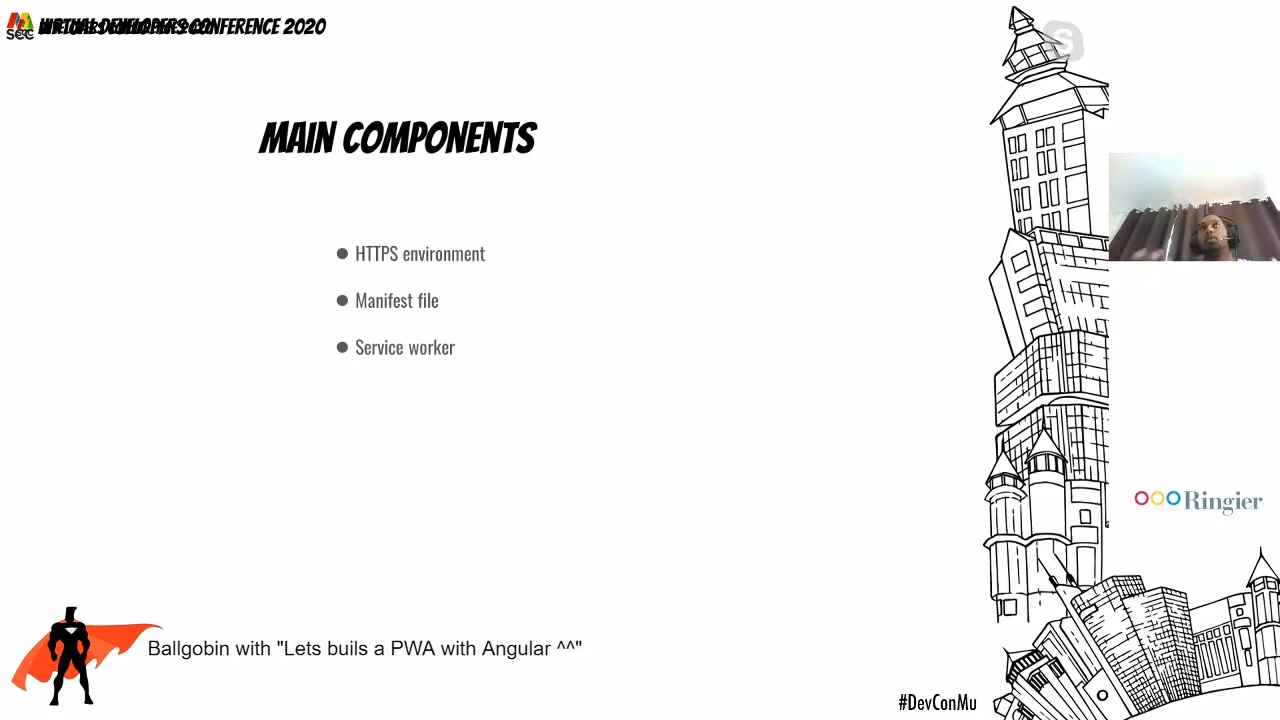 VIRTUAL DEVELOPERS CONFERENCE 2020
MSCC
MAIN COMPONENTS
HTTPS environment
Manifest file
Service worker
Ringier
Ballgobin with "Lets buils a PWA with Angular ^^"
#DevConMu